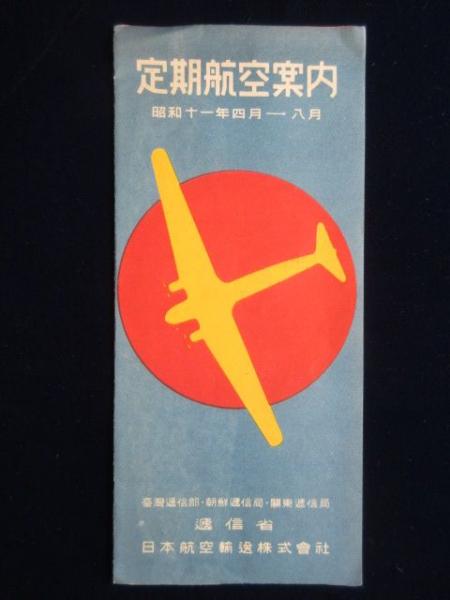 定期航空案内
昭和十一年四月一八月
臺灣遞信部・朝鮮遞信局・關東遞信局
遞信省
日本航空輸送株式會社